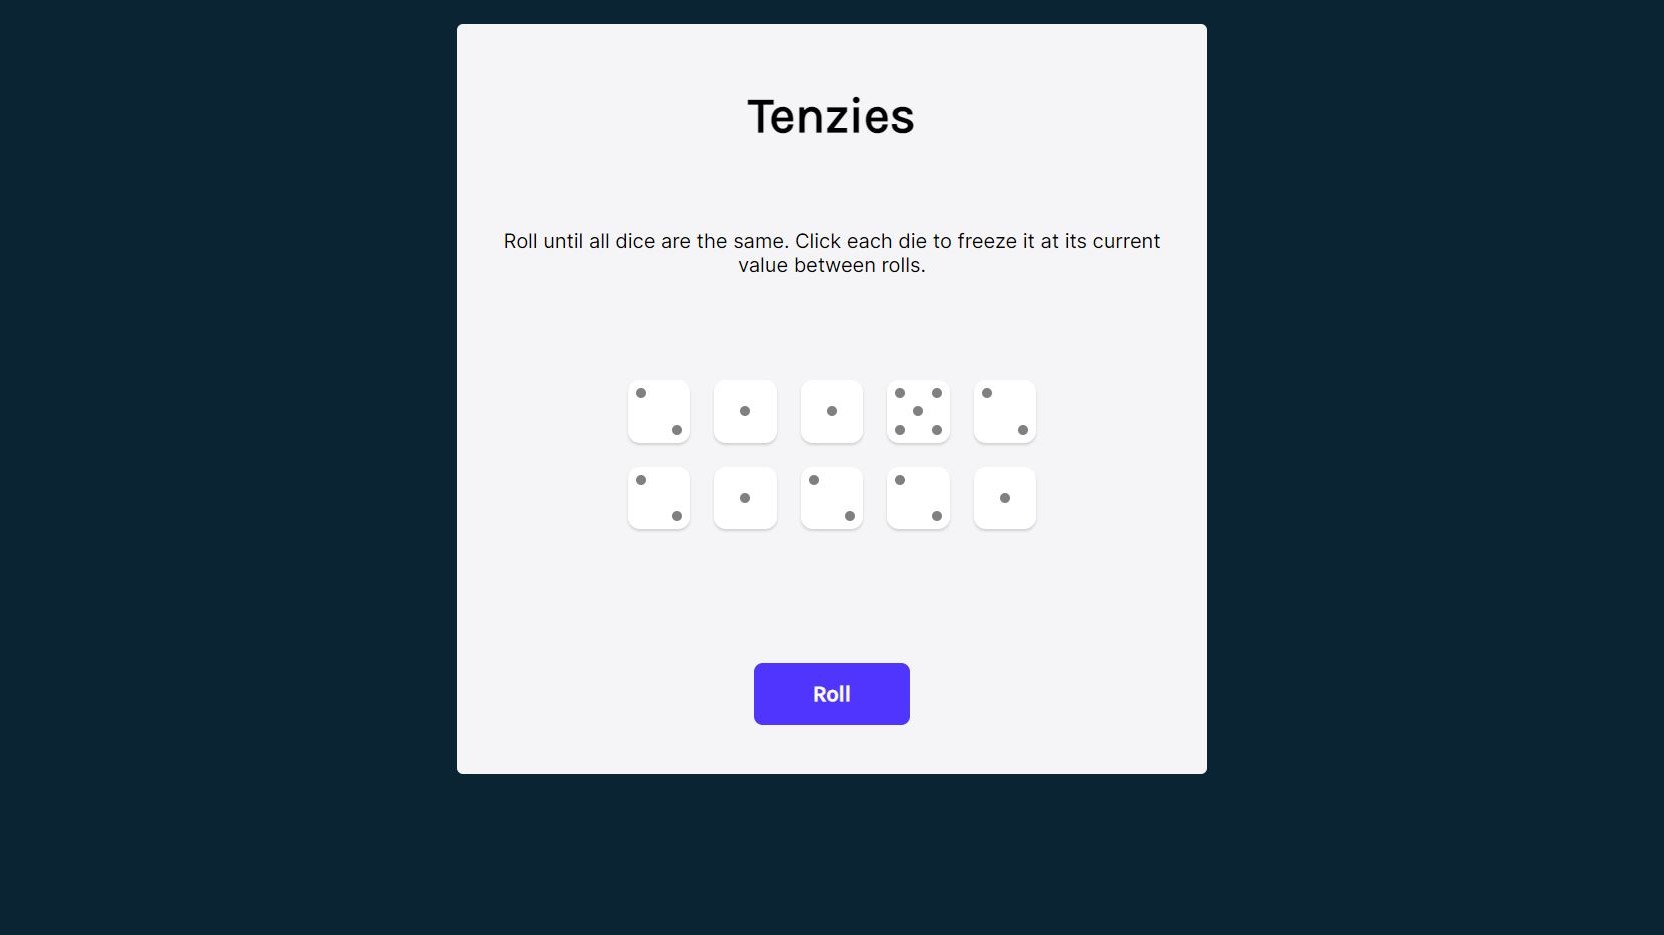 Tenzies
Roll until all dice are the same. Click each die to freeze it at its current
value between rolls.
Roll